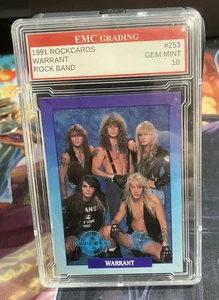 EMC GRADING
1991 ROCKCARDS #253
WARRANT GEM MINT
ROCK BAND 10
WARRANT